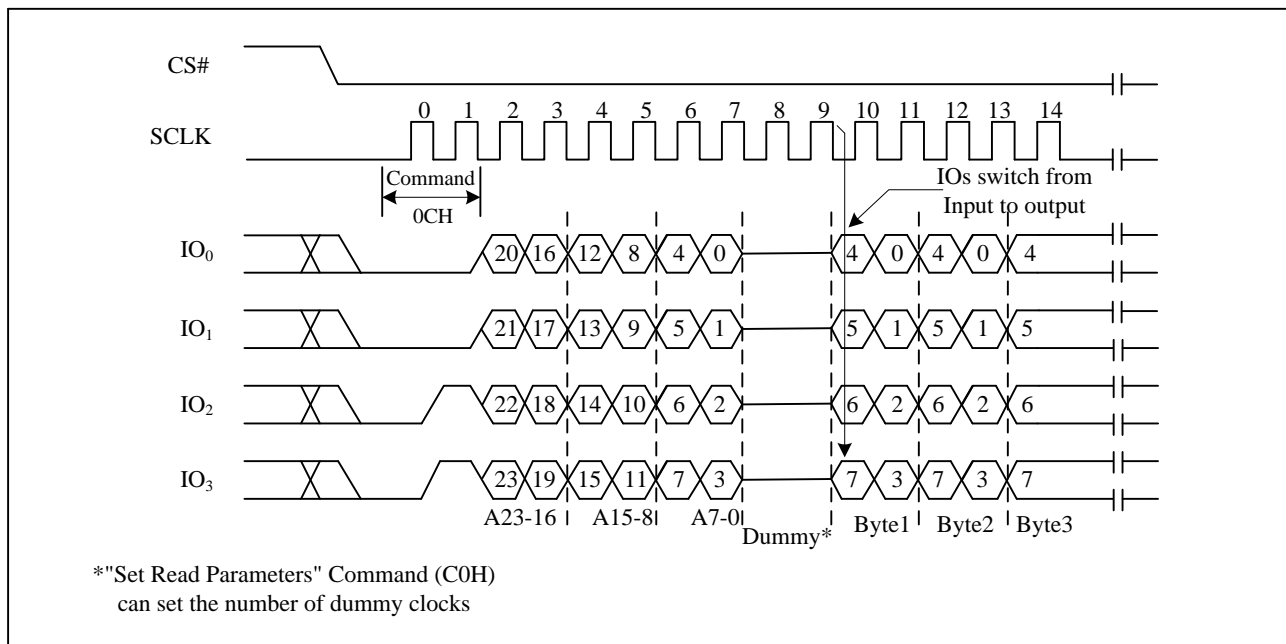 CS#
0 1 2 3 4 5 6 7 8 9 10 11 12 13 14
SCLK
Command
0CH
IOs switch from
Input to output
IO0 20 16 12 8 4 0 4 0 4 0 4
IO1 21 17 13 9 5 1 5 1 5 1 5
IO2 22 18 14 10 6 2 6 2 6 2 6
IO3 23 19 15 11 7 3 7 3 7 3 7
A23-16 A15-8 A7-0 Dummy* Byte1 Byte2 Byte3
*"Set Read Parameters" Command (C0H)
can set the number of dummy clocks